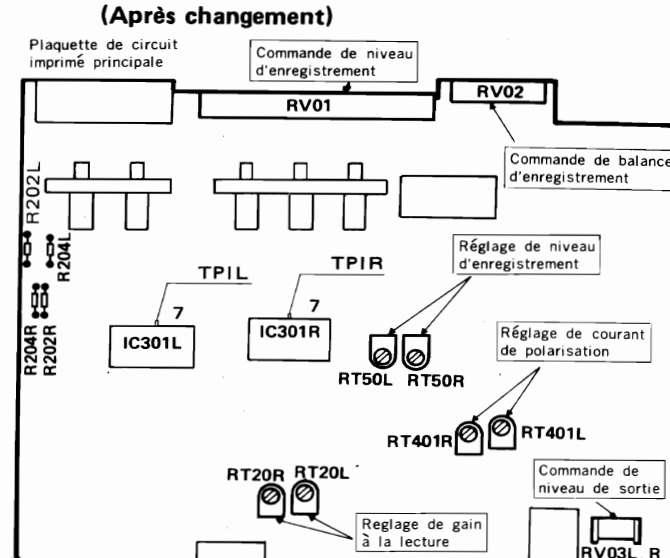 (Après changement)
Plaquette de circuit
imprimé principale
Commande de niveau
d'enregistrement
RV01
RV02
Commande de balance
d'enregistrement
R202L
R204L
R204R
R202R
TPIL
7
IC301L
TPIR
7
IC301R
Réglage de niveau
d'enregistrement
RT50L
RT50R
Réglage de courant
de polarisation
RT401R
RT401L
RT20R
RT20L
Reglage de gain
à la lecture
Commande de
niveau de sortie
RV03L R